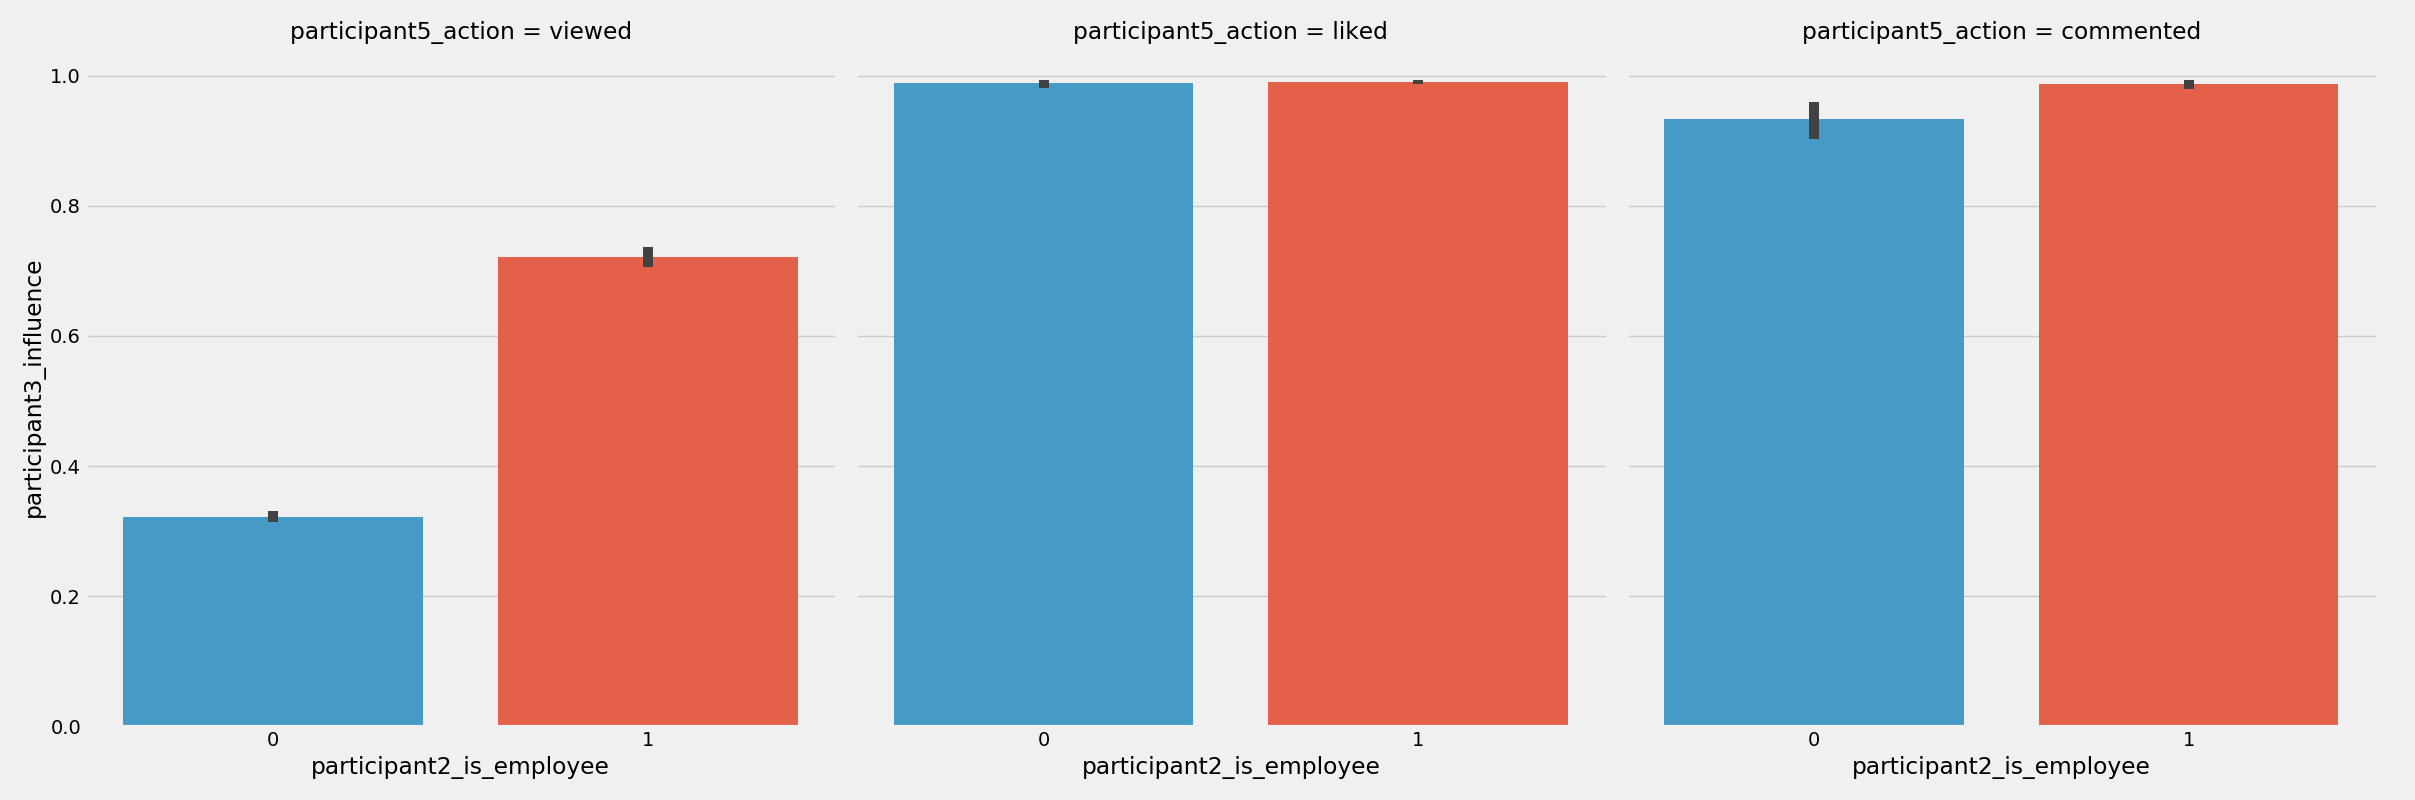 participant5_action = viewed
participant5_action = liked
participant5_action = commented
participant3_influence
1.0
0.8
0.6
0.4
0.2
0.0
0
1
0
1
0
1
participant2_is_employee
participant2_is_employee
participant2_is_employee